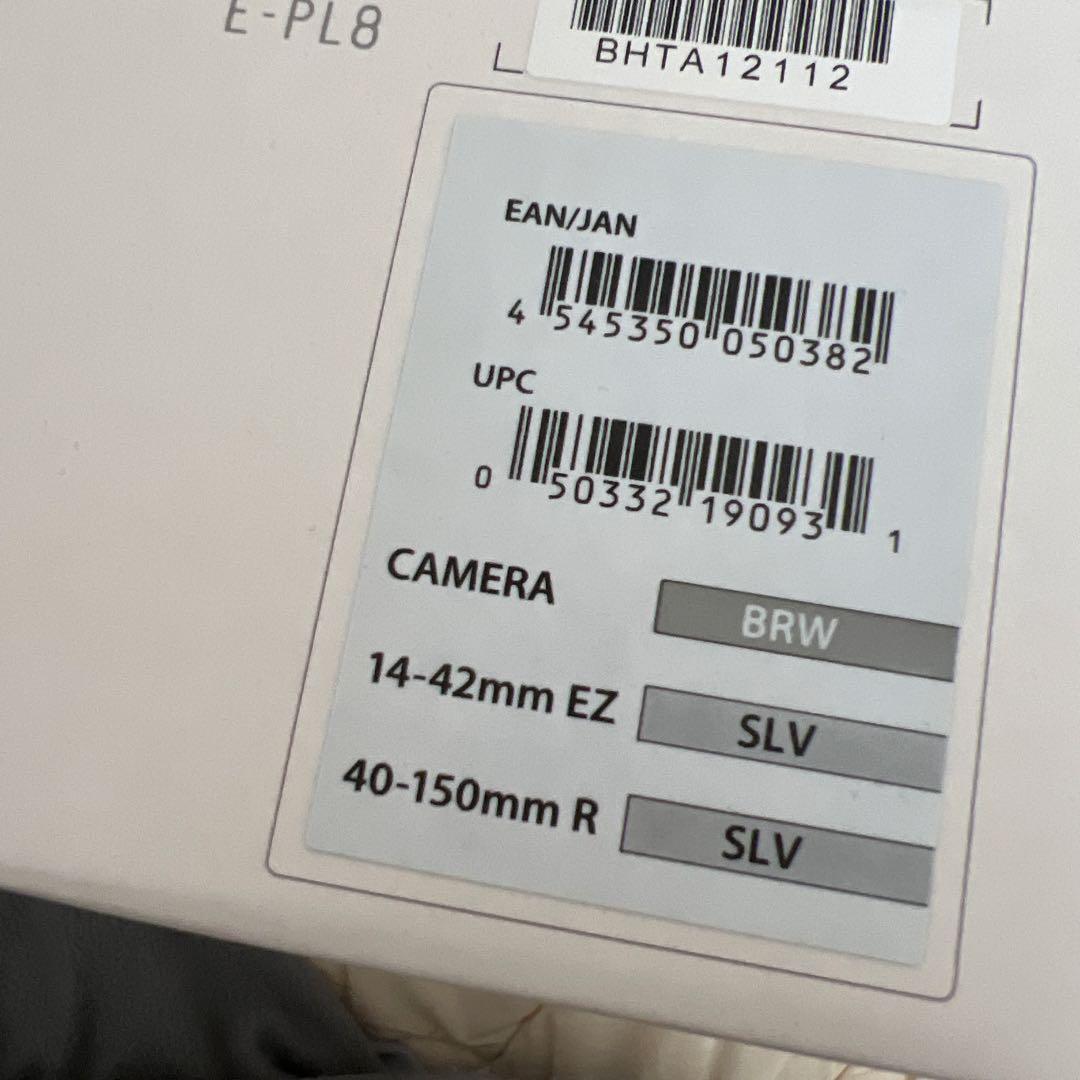 E-PL8
BHTA12112
EAN/JAN
4 545350 050382
UPC
0 50332 19093 1
CAMERA BRW
14-42mm EZ SLV
40-150mm R SLV